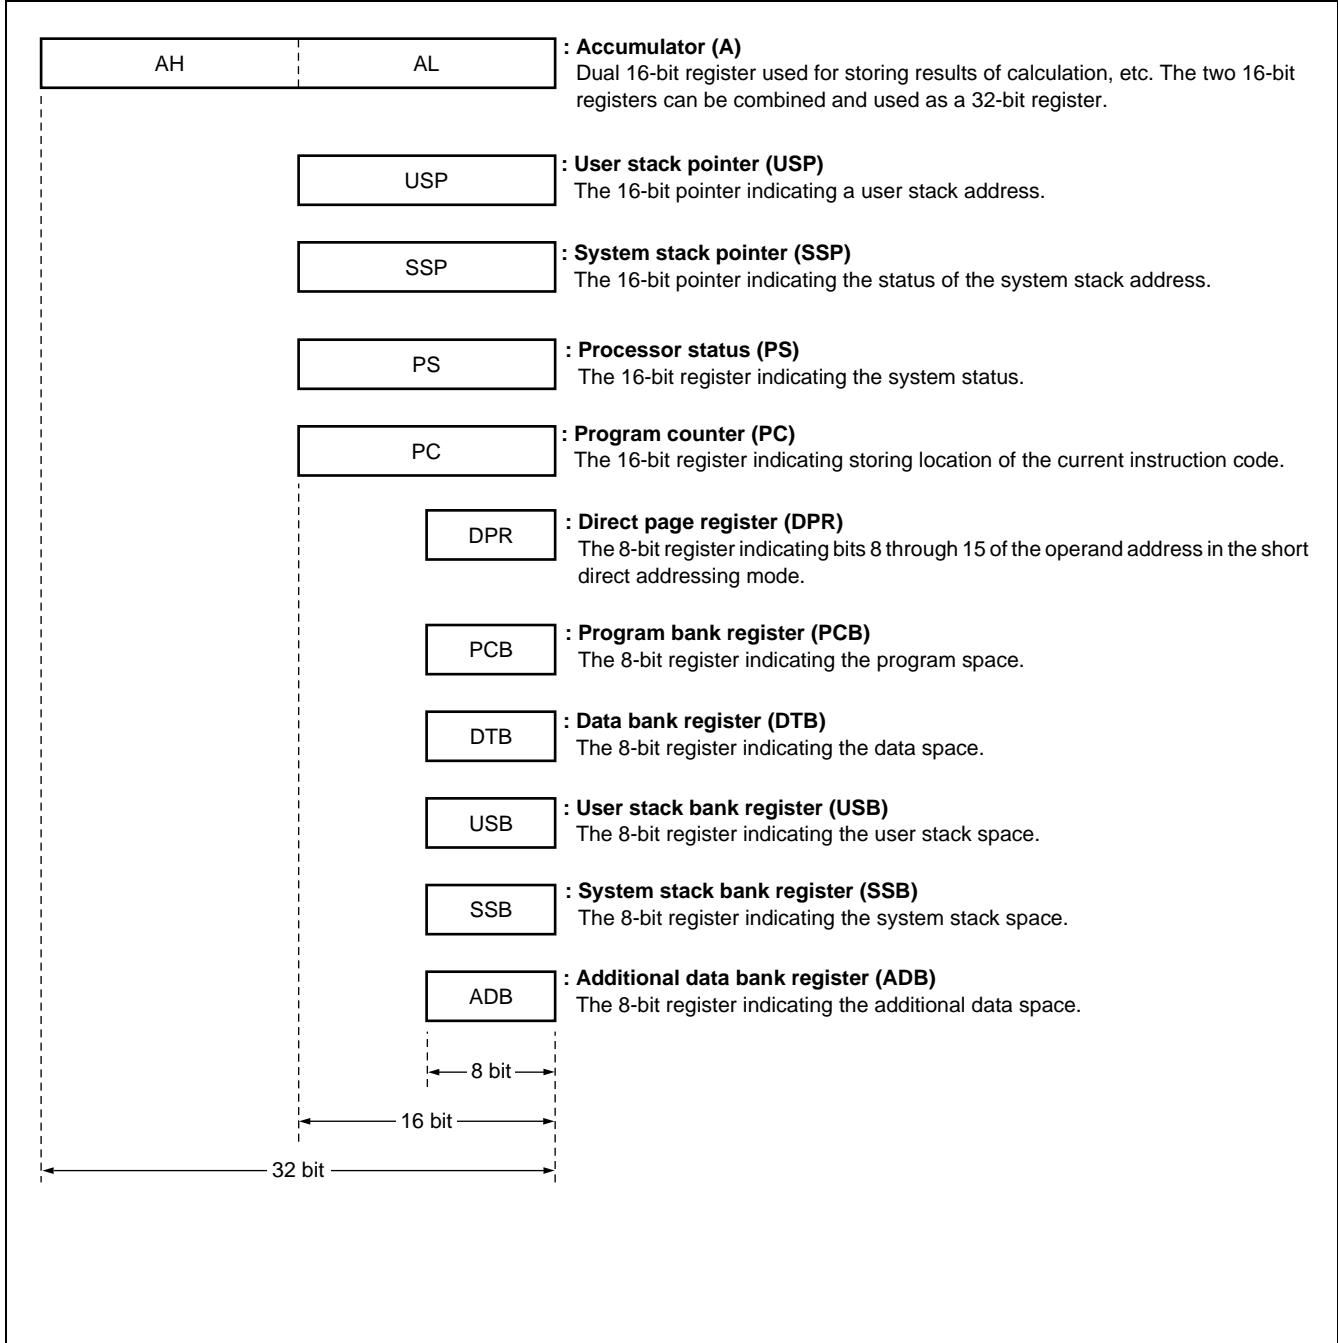 AH AL : Accumulator (A)
Dual 16-bit register used for storing results of calculation, etc. The two 16-bit
registers can be combined and used as a 32-bit register.
USP : User stack pointer (USP)
The 16-bit pointer indicating a user stack address.
SSP : System stack pointer (SSP)
The 16-bit pointer indicating the status of the system stack address.
PS : Processor status (PS)
The 16-bit register indicating the system status.
PC : Program counter (PC)
The 16-bit register indicating storing location of the current instruction code.
DPR : Direct page register (DPR)
The 8-bit register indicating bits 8 through 15 of the operand address in the short
direct addressing mode.
PCB : Program bank register (PCB)
The 8-bit register indicating the program space.
DTB : Data bank register (DTB)
The 8-bit register indicating the data space.
USB : User stack bank register (USB)
The 8-bit register indicating the user stack space.
SSB : System stack bank register (SSB)
The 8-bit register indicating the system stack space.
ADB : Additional data bank register (ADB)
The 8-bit register indicating the additional data space.
8 bit
16 bit
32 bit